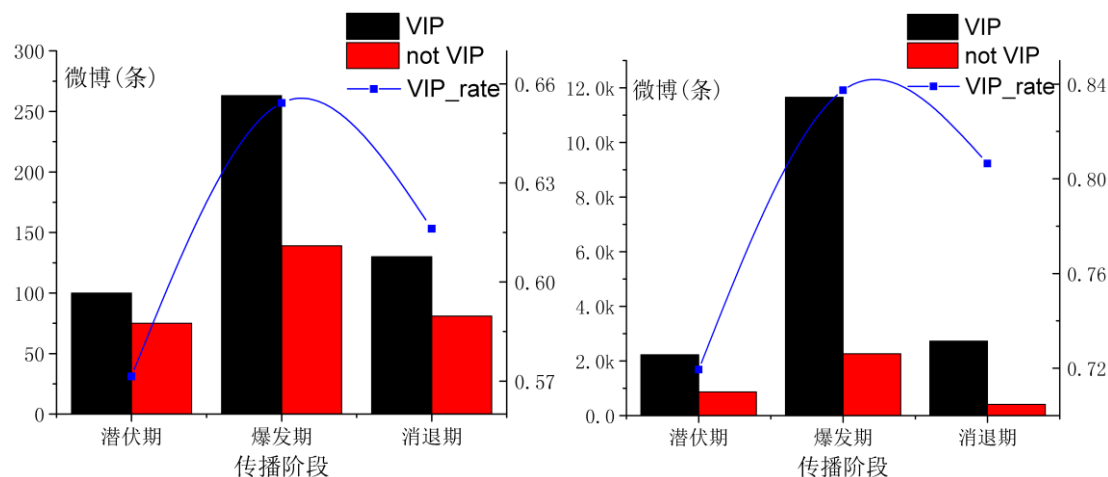 VIP
not VIP
VIP_rate
微博(条)
300
250
200
150
100
50
0
0.66
0.63
0.60
0.57
潜伏期 爆发期 消退期
传播阶段
VIP
not VIP
VIP_rate
微博(条)
12.0k
10.0k
8.0k
6.0k
4.0k
2.0k
0.0
0.84
0.80
0.76
0.72
潜伏期 爆发期 消退期
传播阶段